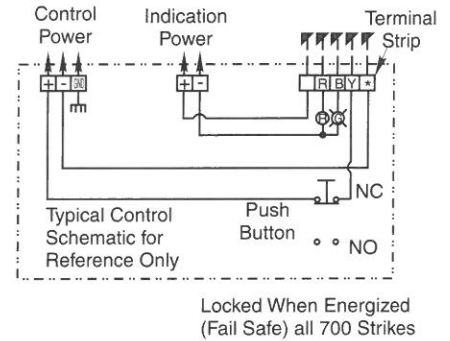 Control
Power
Indication
Power
Terminal
Strip
+ - GND
+ -
R B Y *
R G
NC
Push
Button
NO
Typical Control
Schematic for
Reference Only
Locked When Energized
(Fail Safe) all 700 Strikes